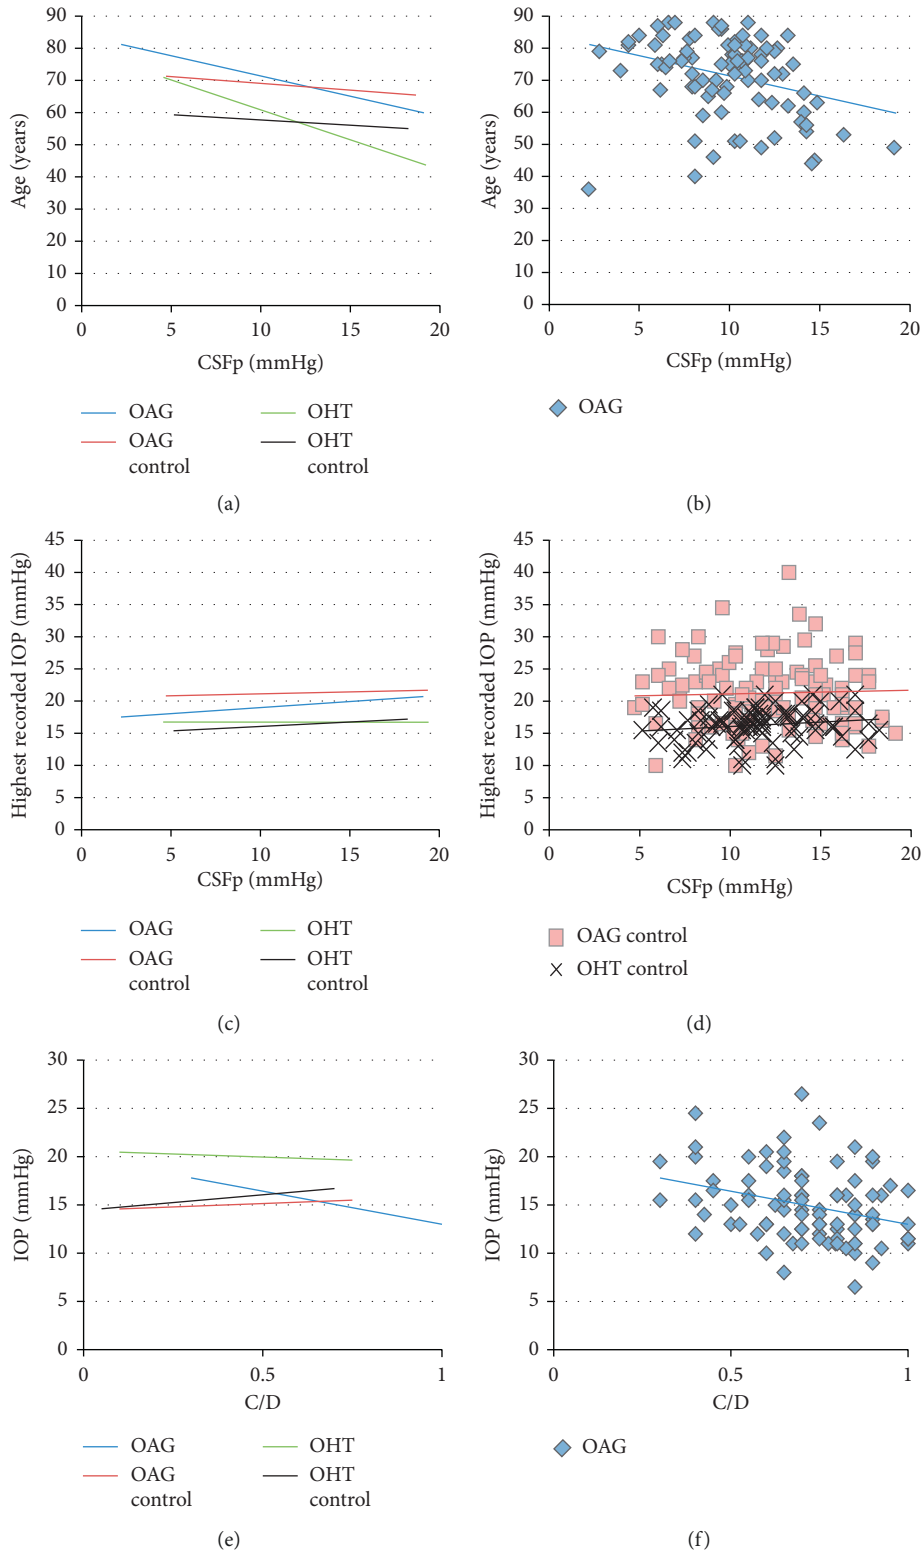 90
80
70
60
50
40
30
20
10
0
Age (years)
0 5 10 15 20
CSFp (mmHg)
OAG
OHT
OAG
control
OHT
control
(a)
90
80
70
60
50
40
30
20
10
0
Age (years)
0 5 10 15 20
CSFp (mmHg)
OAG
(b)
45
40
35
30
25
20
15
10
5
0
Highest recorded IOP (mmHg)
0 5 10 15 20
CSFp (mmHg)
OAG
OHT
OAG
control
OHT
control
(c)
45
40
35
30
25
20
15
10
5
0
Highest recorded IOP (mmHg)
0 5 10 15 20
CSFp (mmHg)
OAG control
OHT control
(d)
30
25
20
15
10
5
0
IOP (mmHg)
0 0.5 1
C/D
OAG
OHT
OAG
control
OHT
control
(e)
30
25
20
15
10
5
0
IOP (mmHg)
0 0.5 1
C/D
OAG
(f)